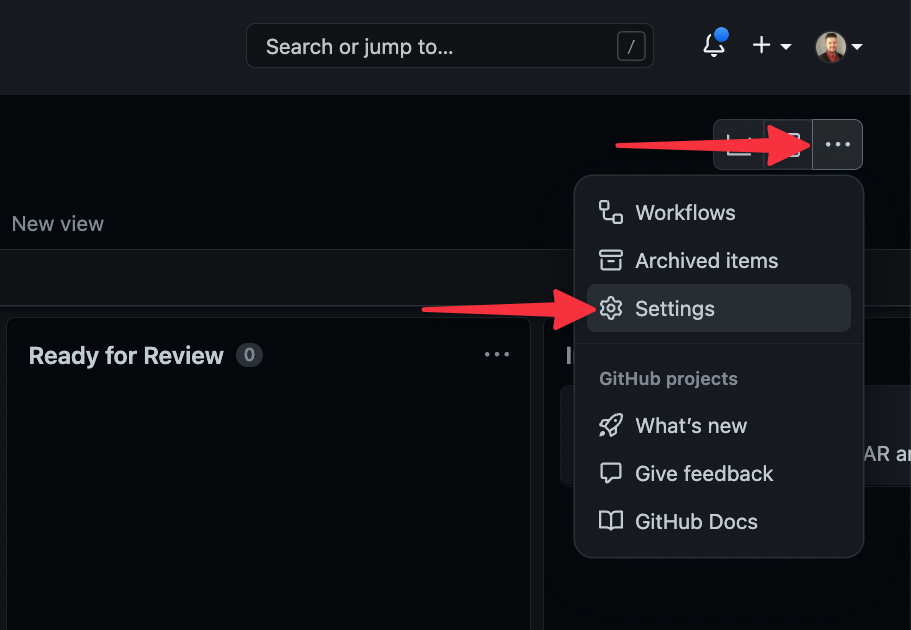 Search or jump to...
/
New view
Workflows
Archived items
Settings
Ready for Review 0
GitHub projects
What's new
AR
Give feedback
GitHub Docs